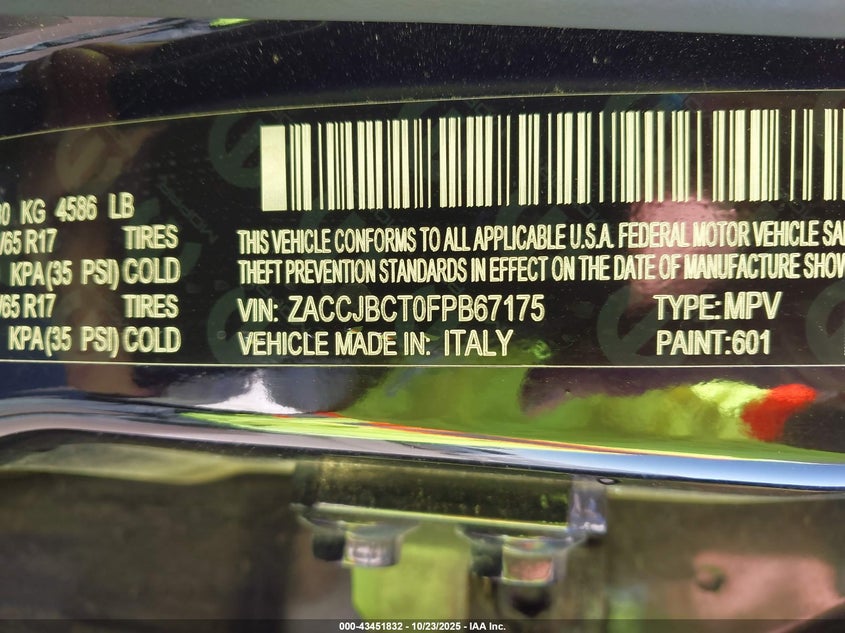 0 KG 4586 LB
/65 R17 TIRES
KPA(35 PSI) COLD
/65 R17 TIRES
KPA(35 PSI) COLD
THIS VEHICLE CONFORMS TO ALL APPLICABLE U.S.A. FEDERAL MOTOR VEHICLE SA
THEFT PREVENTION STANDARDS IN EFFECT ON THE DATE OF MANUFACTURE SHOW
VIN: ZACCJBCT0FPB67175 TYPE: MPV
VEHICLE MADE IN: ITALY PAINT: 601
000-43451832 - 10/23/2025 - IAA Inc.